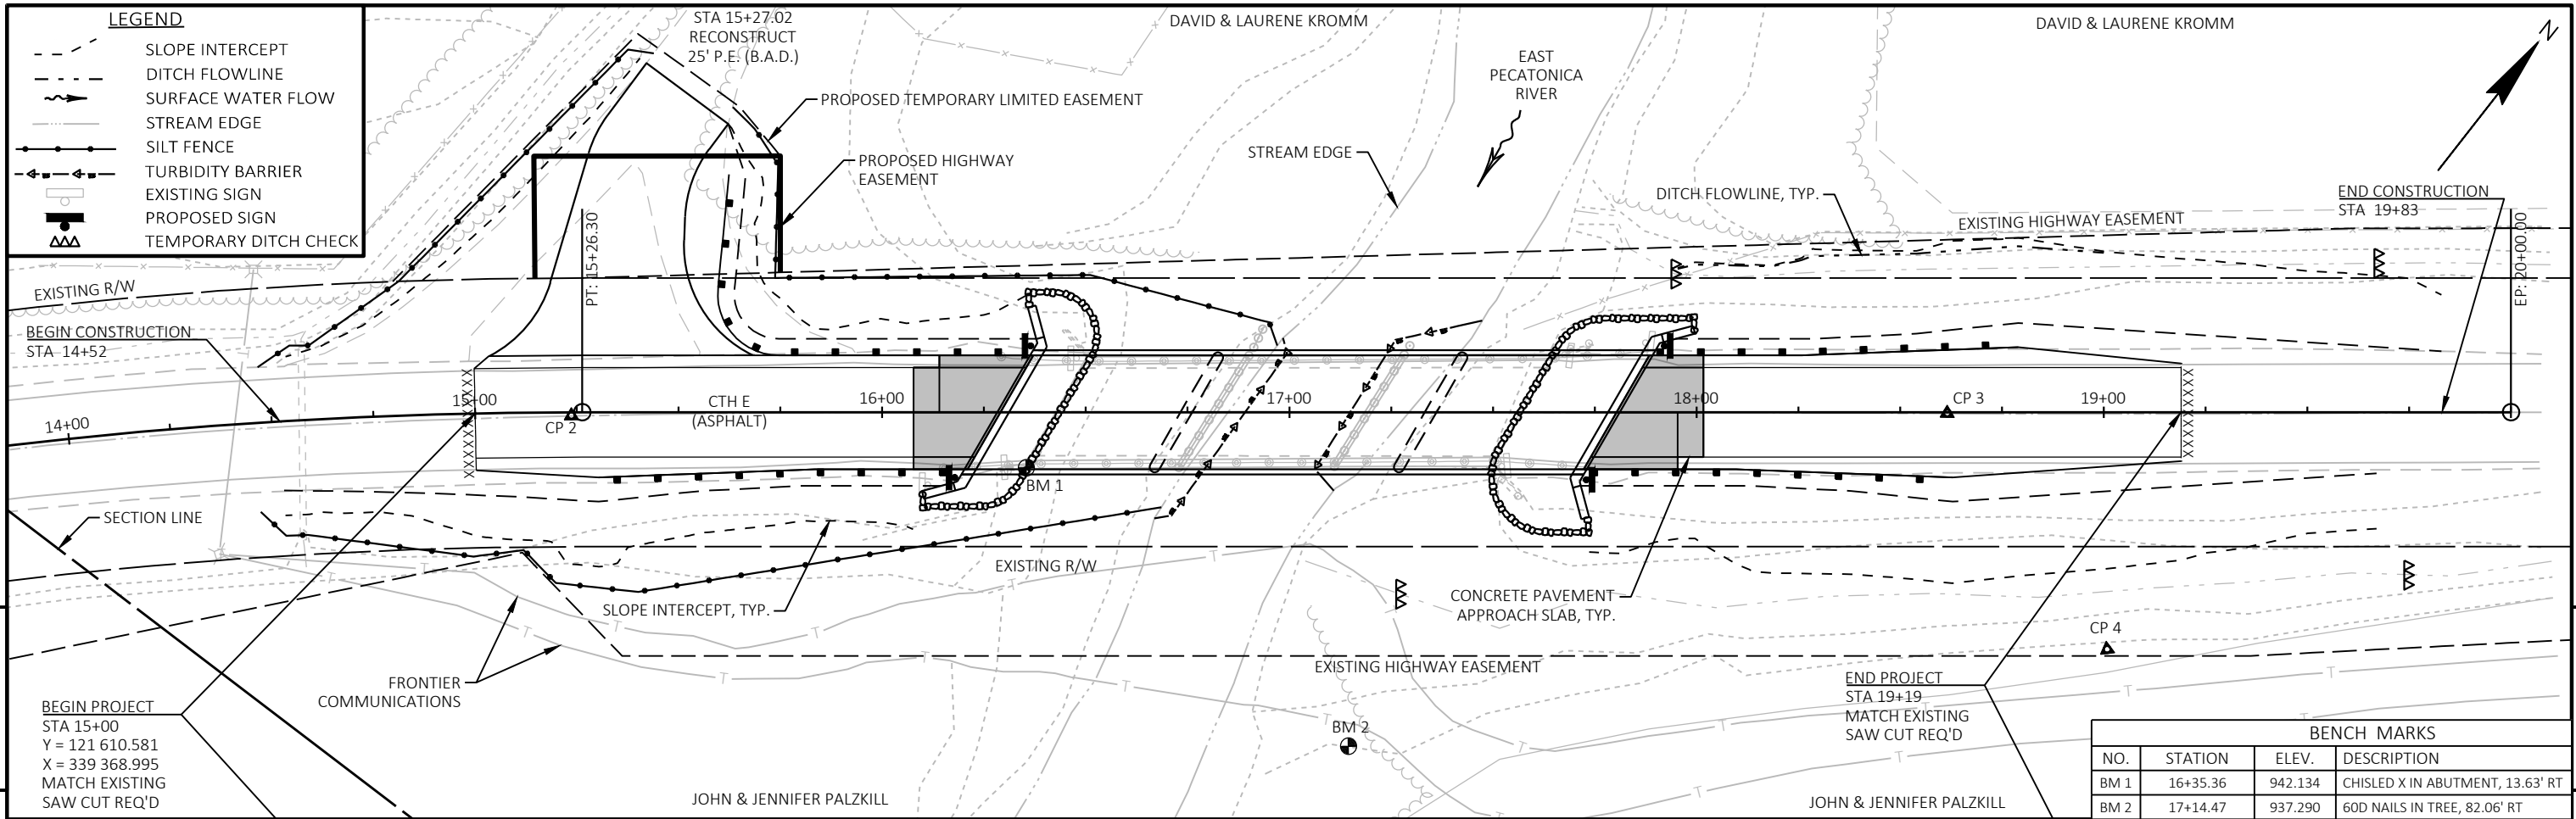 LEGEND
SLOPE INTERCEPT
DITCH FLOWLINE
SURFACE WATER FLOW
STREAM EDGE
SILT FENCE
TURBIDITY BARRIER
EXISTING SIGN
PROPOSED SIGN
TEMPORARY DITCH CHECK
STA 15+27.02
RECONSTRUCT
25' P.E. (B.A.D.)
DAVID & LAURENE KROMM
DAVID & LAURENE KROMM
N
EAST
PECATONICA
RIVER
PROPOSED TEMPORARY LIMITED EASEMENT
PROPOSED HIGHWAY
EASEMENT
STREAM EDGE
DITCH FLOWLINE, TYP.
END CONSTRUCTION
STA 19+83
EXISTING HIGHWAY EASEMENT
PT: 15+26.30
EP: 20+00.00
EXISTING R/W
BEGIN CONSTRUCTION
STA 14+52
14+00
15+00
CP 2
CTH E
(ASPHALT)
16+00
17+00
18+00
CP 3
19+00
BM 1
SECTION LINE
EXISTING R/W
SLOPE INTERCEPT, TYP.
CONCRETE PAVEMENT
APPROACH SLAB, TYP.
CP 4
EXISTING HIGHWAY EASEMENT
FRONTIER
COMMUNICATIONS
BEGIN PROJECT
STA 15+00
Y = 121 610.581
X = 339 368.995
MATCH EXISTING
SAW CUT REQ'D
END PROJECT
STA 19+19
MATCH EXISTING
SAW CUT REQ'D
BM 2
JOHN & JENNIFER PALZKILL
JOHN & JENNIFER PALZKILL
BENCH MARKS
NO. STATION ELEV. DESCRIPTION
BM 1 16+35.36 942.134 CHISLED X IN ABUTMENT, 13.63' RT
BM 2 17+14.47 937.290 60D NAILS IN TREE, 82.06' RT